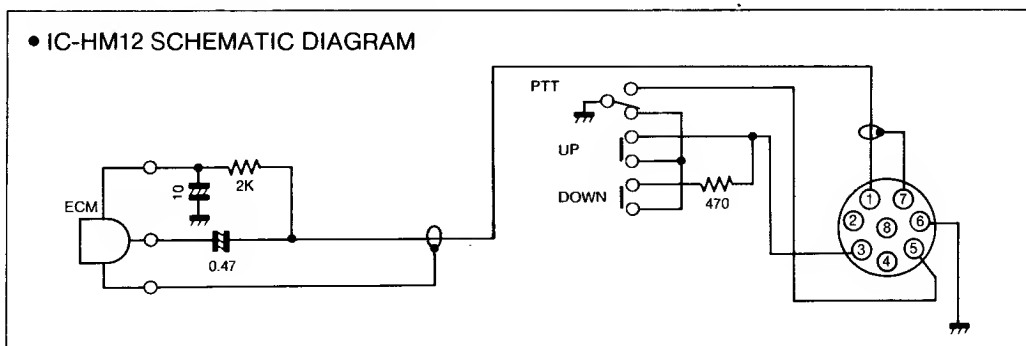 • IC-HM12 SCHEMATIC DIAGRAM
PTT
UP
DOWN
470
ECM
10
2K
0.47
1
7
2
8
6
3
4
5